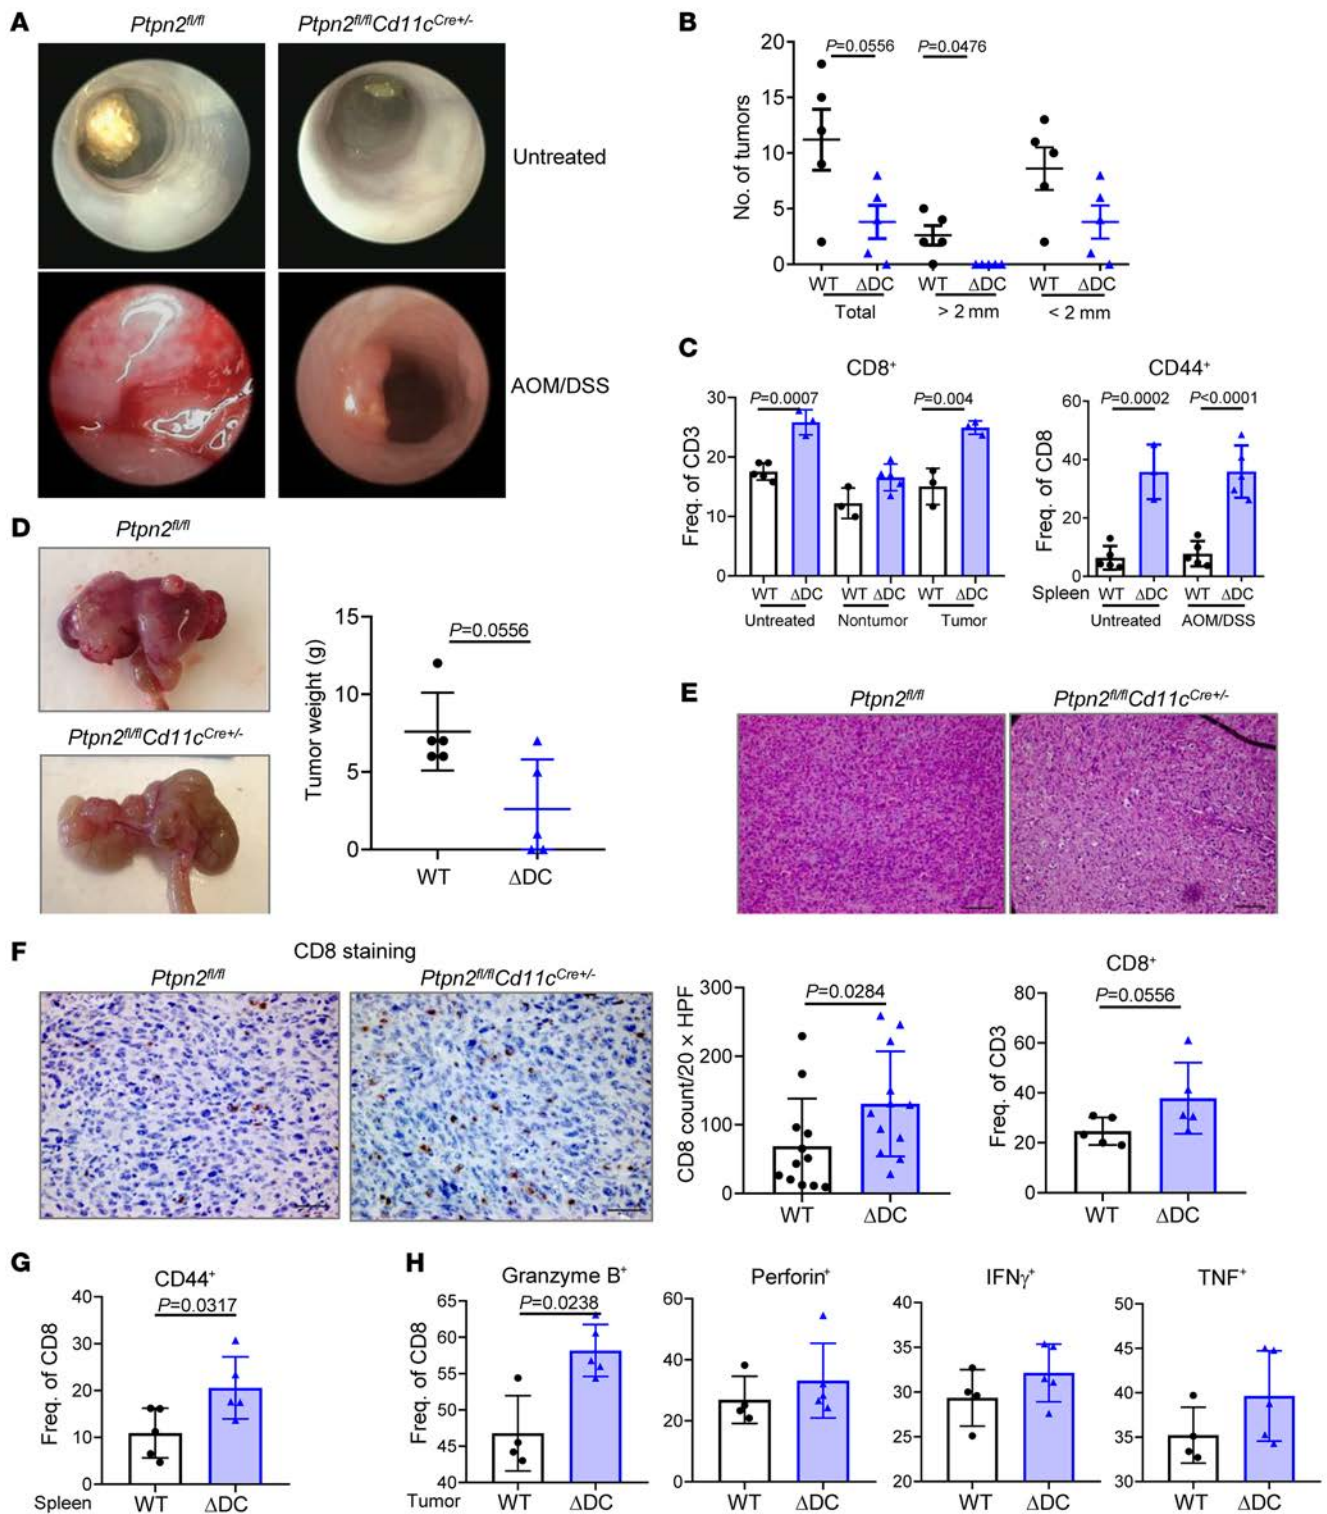 A
Ptpn2fl/fl
Ptpn2fl/flCd11cCre+/-
Untreated
AOM/DSS
B
No. of tumors
20
15
10
5
0
P=0.0556
P=0.0476
WT ΔDC WT ΔDC WT ΔDC
Total > 2 mm < 2 mm
C
CD8+
Freq. of CD3
30
20
10
0
P=0.0007
P=0.004
WT ΔDC WT ΔDC WT ΔDC
Untreated Nontumor Tumor
CD44+
Freq. of CD8
60
40
20
0
P=0.0002
P<0.0001
Spleen WT ΔDC WT ΔDC
Untreated AOM/DSS
D
Ptpn2fl/fl
Ptpn2fl/flCd11cCre+/-
Tumor weight (g)
15
10
5
0
P=0.0556
WT ΔDC
E
Ptpn2fl/fl
Ptpn2fl/flCd11cCre+/-
F
CD8 staining
Ptpn2fl/fl
Ptpn2fl/flCd11cCre+/-
CD8 count/20 × HPF
300
200
100
0
P=0.0284
WT ΔDC
CD8+
Freq. of CD3
80
60
40
20
0
P=0.0556
WT ΔDC
G
CD44+
Freq. of CD8
40
30
20
10
0
P=0.0317
Spleen WT ΔDC
H
Granzyme B+
Freq. of CD8
65
60
55
50
45
40
P=0.0238
Tumor WT ΔDC
Perforin+
60
40
20
0
WT ΔDC
IFNγ+
40
35
30
25
20
WT ΔDC
TNF+
50
45
40
35
30
WT ΔDC